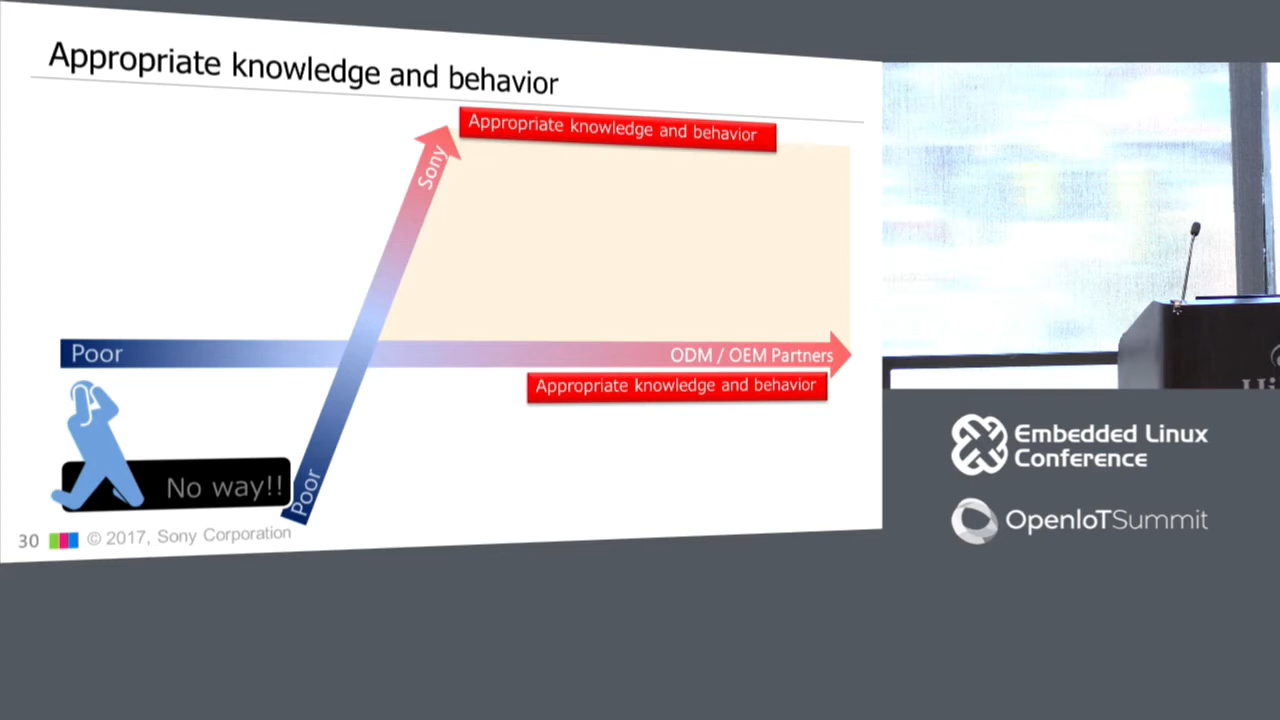 Appropriate knowledge and behavior
Appropriate knowledge and behavior
Sony
Poor
ODM / OEM Partners
Appropriate knowledge and behavior
No way!!
Poor
30
© 2017, Sony Corporation
Embedded Linux
Conference
OpenIoTSummit
Hi